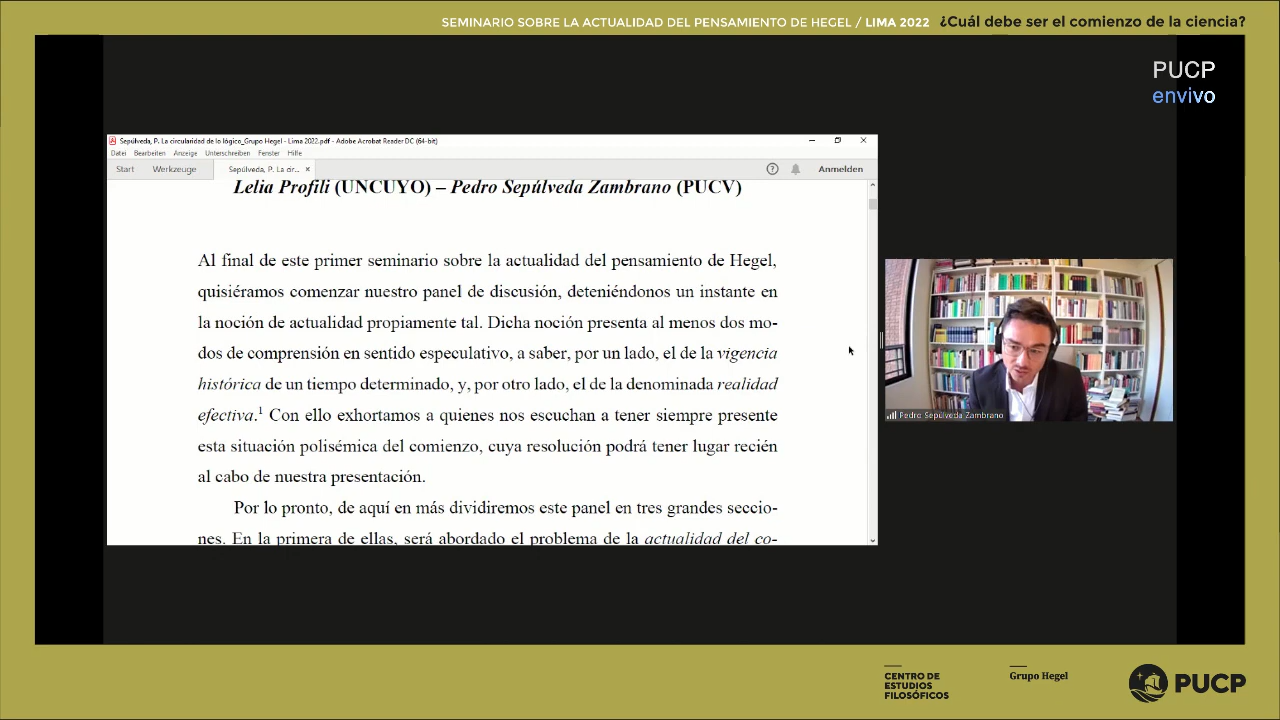 SEMINARIO SOBRE LA ACTUALIDAD DEL PENSAMIENTO DE HEGEL / LIMA 2022 ¿Cuál debe ser el comienzo de la ciencia?
PUCP
envivo
Sepúlveda, P. La circularidad de lo lógico_Grupo Hegel - Lima 2022.pdf - Adobe Acrobat Reader DC (64-bit)
Datei Bearbeiten Anzeige Unterschreiben Fenster Hilfe
Start Werkzeuge Sepúlveda, P. La cir... × Anmelden
Lelia Profili (UNCUYO) – Pedro Sepúlveda Zambrano (PUCV)
Al final de este primer seminario sobre la actualidad del pensamiento de Hegel,
quisiéramos comenzar nuestro panel de discusión, deteniéndonos un instante en
la noción de actualidad propiamente tal. Dicha noción presenta al menos dos mo-
dos de comprensión en sentido especulativo, a saber, por un lado, el de la vigencia
histórica de un tiempo determinado, y, por otro lado, el de la denominada realidad
efectiva.¹ Con ello exhortamos a quienes nos escuchan a tener siempre presente
esta situación polisémica del comienzo, cuya resolución podrá tener lugar recién
al cabo de nuestra presentación.
Por lo pronto, de aquí en más dividiremos este panel en tres grandes seccio-
nes. En la primera de ellas, será abordado el problema de la actualidad del co-
Pedro Sepúlveda Zambrano
CENTRO DE
ESTUDIOS
FILOSÓFICOS
Grupo Hegel
PUCP